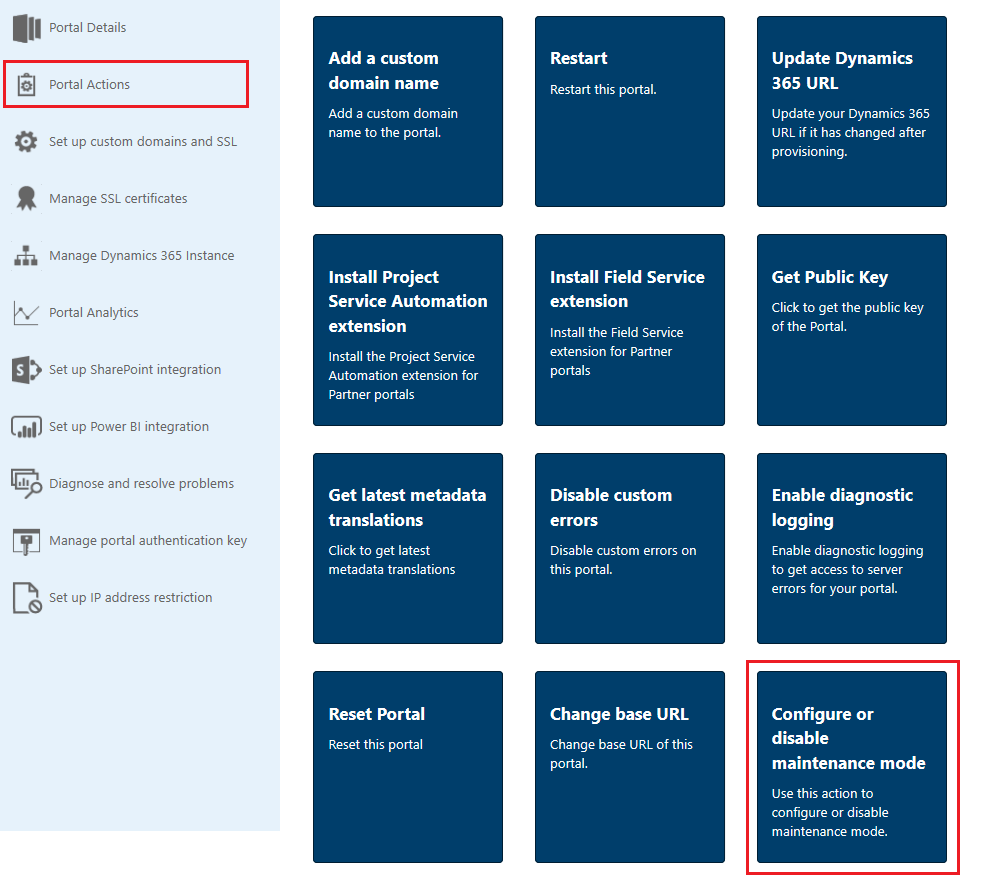 Portal Details
Portal Actions
Set up custom domains and SSL
Manage SSL certificates
Manage Dynamics 365 Instance
Portal Analytics
Set up SharePoint integration
Set up Power BI integration
Diagnose and resolve problems
Manage portal authentication key
Set up IP address restriction
Add a custom
domain name
Add a custom domain
name to the portal.
Restart
Restart this portal.
Update Dynamics
365 URL
Update your Dynamics 365
URL if it has changed after
provisioning.
Install Project
Service Automation
extension
Install the Project Service
Automation extension for
Partner portals
Install Field Service
extension
Install the Field Service
extension for Partner
portals
Get Public Key
Click to get the public key
of the Portal.
Get latest metadata
translations
Click to get latest
metadata translations
Disable custom
errors
Disable custom errors on
this portal.
Enable diagnostic
logging
Enable diagnostic logging
to get access to server
errors for your portal.
Reset Portal
Reset this portal
Change base URL
Change base URL of this
portal.
Configure or
disable
maintenance mode
Use this action to
configure or disable
maintenance mode.